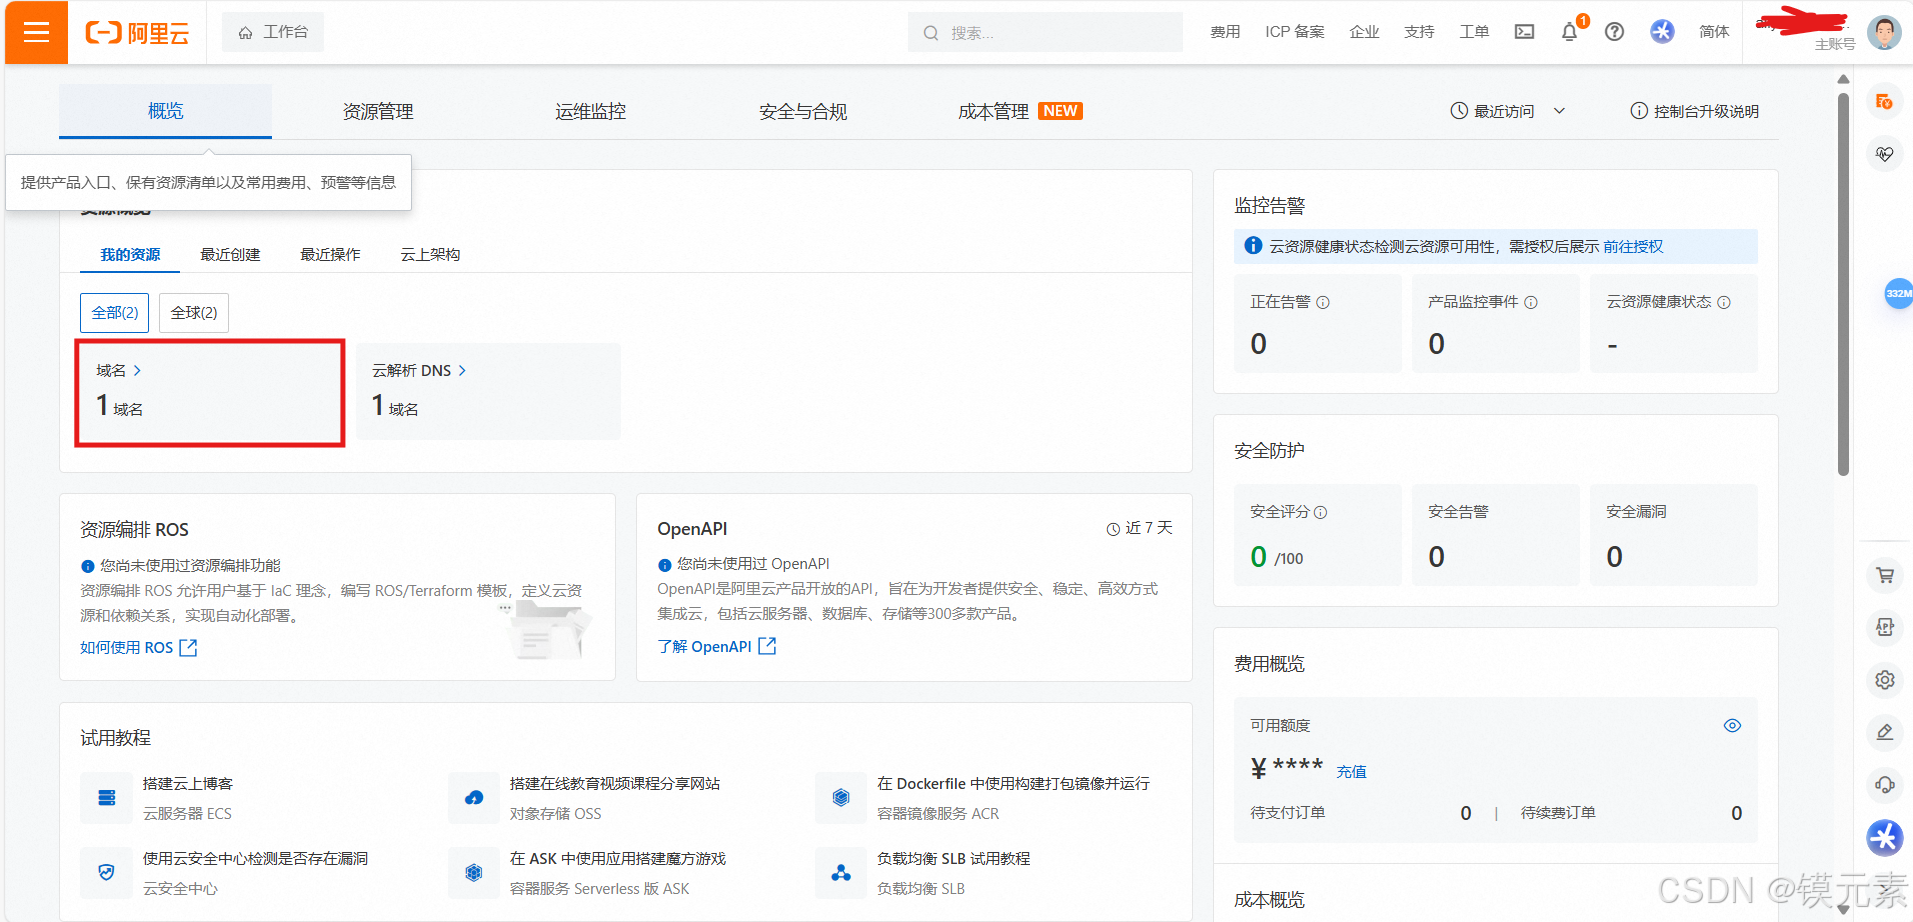 阿里云
工作台
搜索...
费用
ICP 备案
企业
支持
工单
1
简体
主账号
概览
资源管理
运维监控
安全与合规
成本管理 NEW
最近访问
控制台升级说明
提供产品入口、保有资源清单以及常用费用、预警等信息
资源概览
我的资源
最近创建
最近操作
云上架构
全部(2)
全球(2)
域名
1 域名
云解析 DNS
1 域名
监控告警
云资源健康状态检测云资源可用性，需授权后展示 前往授权
正在告警
0
产品监控事件
0
云资源健康状态
-
332M
安全防护
安全评分
0 /100
安全告警
0
安全漏洞
0
资源编排 ROS
您尚未使用过资源编排功能
资源编排 ROS 允许用户基于 IaC 理念，编写 ROS/Terraform 模板，定义云资
源和依赖关系，实现自动化部署。
如何使用 ROS
OpenAPI
近 7 天
您尚未使用过 OpenAPI
OpenAPI是阿里云产品开放的API，旨在为开发者提供安全、稳定、高效方式
集成云，包括云服务器、数据库、存储等300多款产品。
了解 OpenAPI
费用概览
可用额度
¥ **** 充值
待支付订单 0 | 待续费订单 0
APP
试用教程
搭建云上博客
云服务器 ECS
搭建在线教育视频课程分享网站
对象存储 OSS
在 Dockerfile 中使用构建打包镜像并运行
容器镜像服务 ACR
使用云安全中心检测是否存在漏洞
云安全中心
在 ASK 中使用应用搭建魔方游戏
容器服务 Serverless 版 ASK
负载均衡 SLB 试用教程
负载均衡 SLB
成本概览
CSDN @镆元素